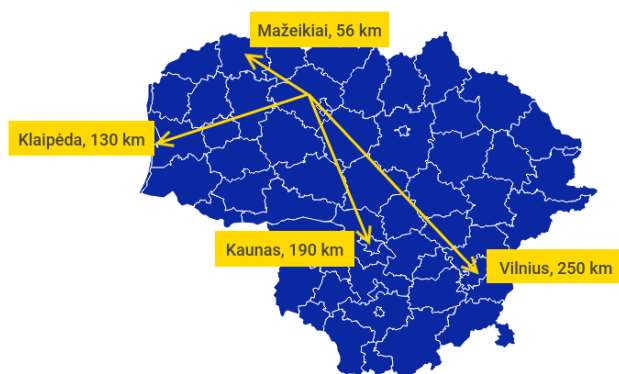 Mažeikiai, 56 km
Klaipėda, 130 km
Kaunas, 190 km
Vilnius, 250 km